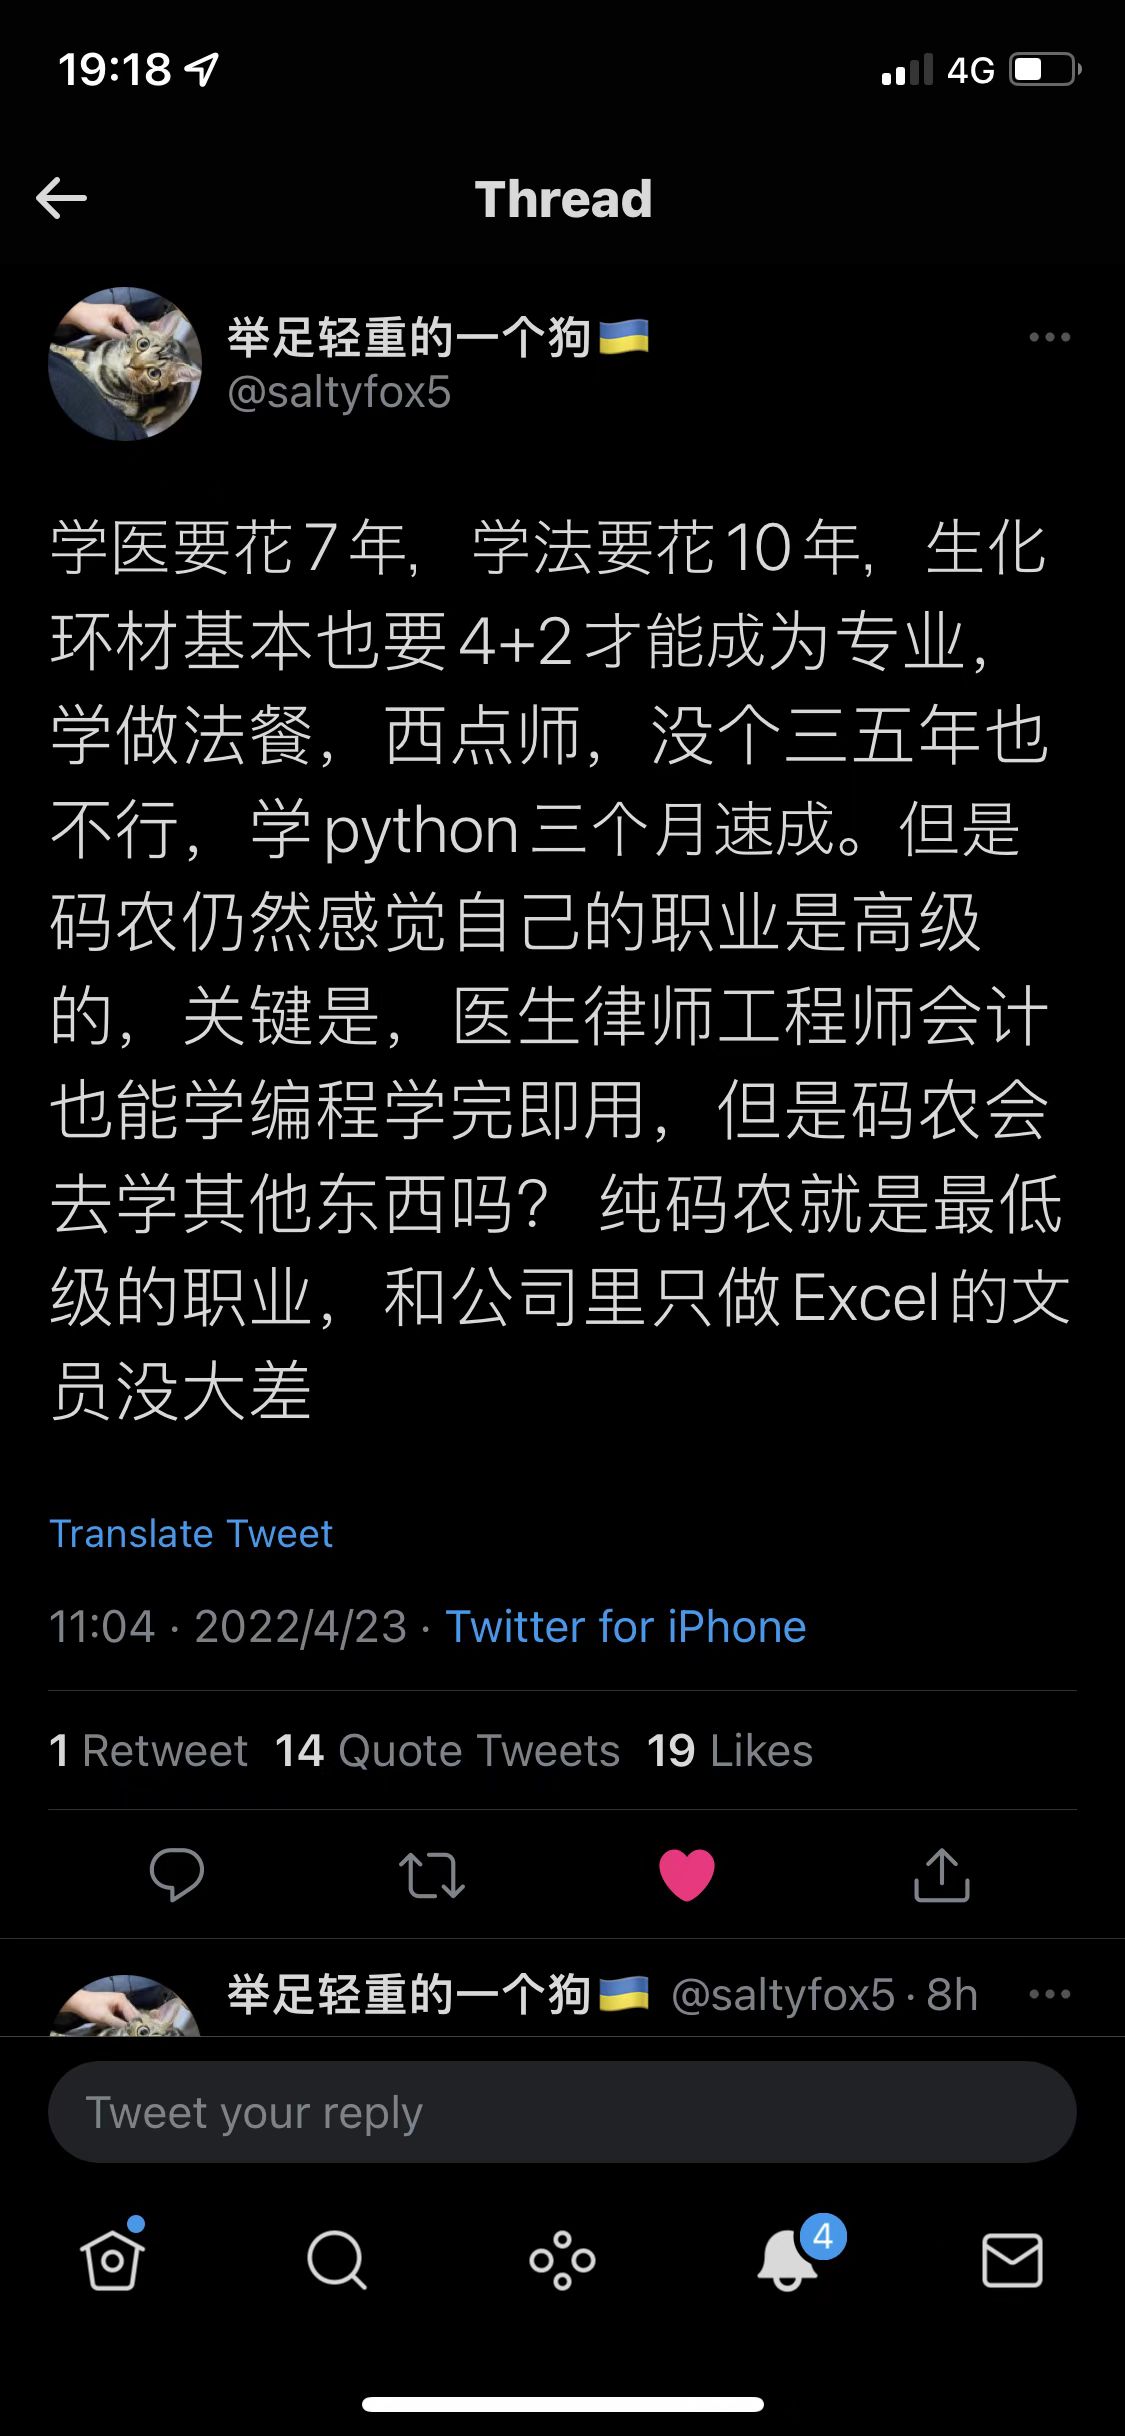 19:18
4G
Thread
举足轻重的一个狗🇺🇦
@saltyfox5
学医要花7年，学法要花10年，生化
环材基本也要4+2才能成为专业，
学做法餐，西点师，没个三五年也
不行，学python三个月速成。但是
码农仍然感觉自己的职业是高级
的，关键是，医生律师工程师会计
也能学编程学完即用，但是码农会
去学其他东西吗？纯码农就是最低
级的职业，和公司里只做Excel的文
员没大差
Translate Tweet
11:04 · 2022/4/23 · Twitter for iPhone
1 Retweet 14 Quote Tweets 19 Likes
举足轻重的一个狗🇺🇦 @saltyfox5 · 8h
Tweet your reply
4